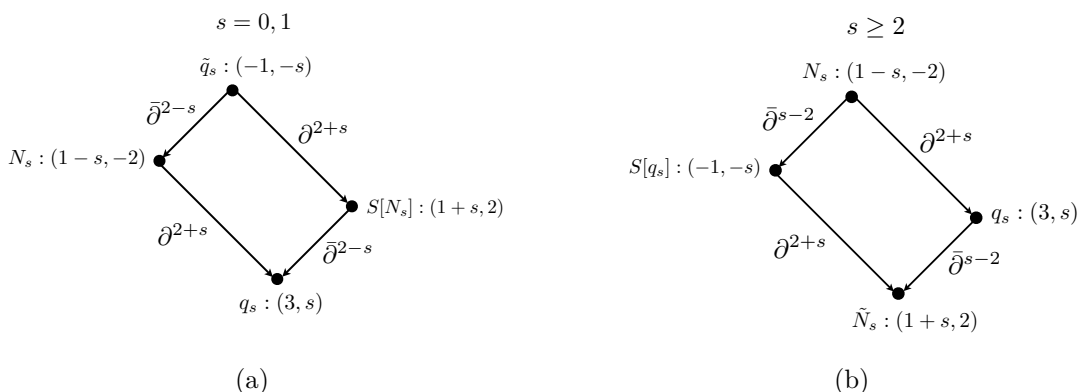 s = 0, 1
q̃_s : (−1, −s)
∂̄^{2−s}
∂^{2+s}
N_s : (1 − s, −2)
S[N_s] : (1 + s, 2)
∂^{2+s}
∂̄^{2−s}
q_s : (3, s)
(a)
s ≥ 2
N_s : (1 − s, −2)
∂̄^{s−2}
∂^{2+s}
S[q_s] : (−1, −s)
q_s : (3, s)
∂^{2+s}
∂̄^{s−2}
Ñ_s : (1 + s, 2)
(b)